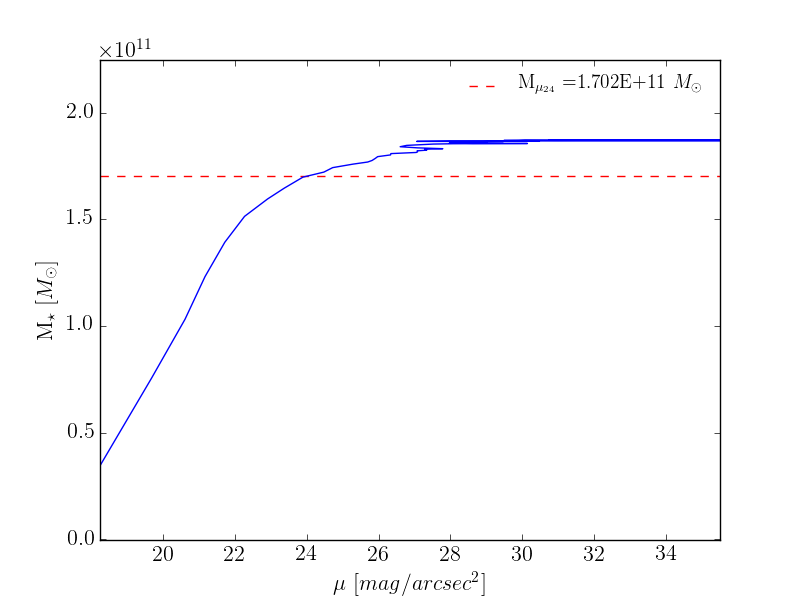 ×10¹¹
M_μ₂₄ =1.702E+11 M_⊙
2.0
1.5
1.0
0.5
0.0
M⋆ [M_⊙]
20 22 24 26 28 30 32 34
μ [mag/arcsec²]